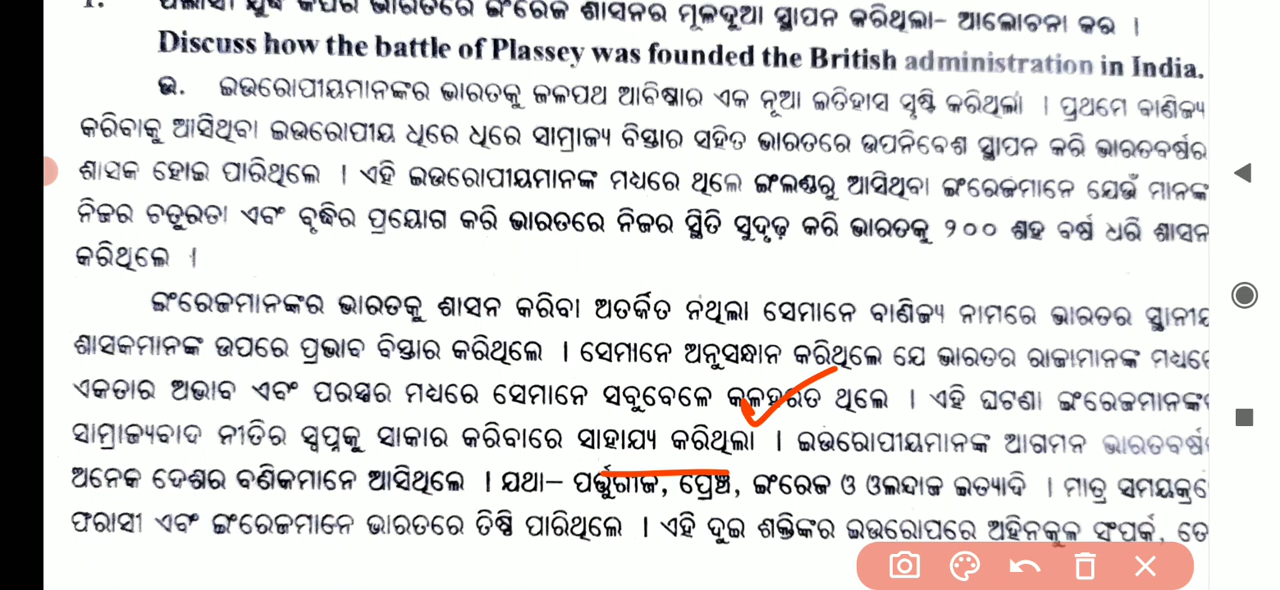 ପଲାସୀ ଯୁଦ୍ଧ କିପରି ଭାରତରେ ଇଂରେଜ ଶାସନର ମୂଳଦୂଆ ସ୍ଥାପନ କରିଥିଲା– ଆଲୋଚନା କର ।
Discuss how the battle of Plassey was founded the British administration in India.
ଉ. ଇଉରୋପୀୟମାନଙ୍କର ଭାରତକୁ ଜଳପଥ ଆବିଷ୍କାର ଏକ ନୂଆ ଇତିହାସ ସୃଷ୍ଟି କରିଥିଲା । ପ୍ରଥମେ ବାଣିଜ୍ୟ
କରିବାକୁ ଆସିଥିବା ଇଉରୋପୀୟ ଧିରେ ଧିରେ ସାମ୍ରାଜ୍ୟ ବିସ୍ତାର ସହିତ ଭାରତରେ ଉପନିବେଶ ସ୍ଥାପନ କରି ଭାରତବର୍ଷର
ଶାସକ ହୋଇ ପାରିଥିଲେ । ଏହି ଇଉରୋପୀୟମାନଙ୍କ ମଧ୍ୟରେ ଥିଲେ ଇଂଲଣ୍ଡରୁ ଆସିଥିବା ଇଂରେଜମାନେ ଯେଉଁ ମାନଙ୍କ
ନିଜର ଚତୁରତା ଏବଂ ବୃଦ୍ଧିର ପ୍ରୟୋଗ କରି ଭାରତରେ ନିଜର ସ୍ଥିତି ସୁଦୃଢ଼ କରି ଭାରତକୁ ୨୦୦ ଶହ ବର୍ଷ ଧରି ଶାସନ
କରିଥିଲେ ।
ଇଂରେଜମାନଙ୍କର ଭାରତକୁ ଶାସନ କରିବା ଅତର୍କିତ ନଥିଲା ସେମାନେ ବାଣିଜ୍ୟ ନାମରେ ଭାରତର ସ୍ଥାନୀୟ
ଶାସକମାନଙ୍କ ଉପରେ ପ୍ରଭାବ ବିସ୍ତାର କରିଥିଲେ । ସେମାନେ ଅନୁସନ୍ଧାନ କରିଥିଲେ ଯେ ଭାରତର ରାଜାମାନଙ୍କ ମଧ୍ୟରେ
ଏକତାର ଅଭାବ ଏବଂ ପରସ୍ପର ମଧ୍ୟରେ ସେମାନେ ସବୁବେଳେ କଳହରତ ଥିଲେ । ଏହି ଘଟଣା ଇଂରେଜମାନଙ୍କ
ସାମ୍ରାଜ୍ୟବାଦ ନୀତିର ସ୍ୱପ୍ନକୁ ସାକାର କରିବାରେ ସାହାଯ୍ୟ କରିଥିଲା । ଇଉରୋପୀୟମାନଙ୍କ ଆଗମନ ଭାରତବର୍ଷ
ଅନେକ ଦେଶର ବଣିକମାନେ ଆସିଥିଲେ । ଯଥା– ପର୍ତ୍ତୁଗୀଜ, ପ୍ରେଞ୍ଚ, ଇଂରେଜ ଓ ଓଲନ୍ଦାଜ ଇତ୍ୟାଦି । ମାତ୍ର ସମୟକ୍ରମେ
ଫରାସୀ ଏବଂ ଇଂରେଜମାନେ ଭାରତରେ ତିଷ୍ଠି ପାରିଥିଲେ । ଏହି ଦୁଇ ଶକ୍ତିଙ୍କର ଇଉରୋପରେ ଅହିନକୁଳ ସଂପର୍କ,